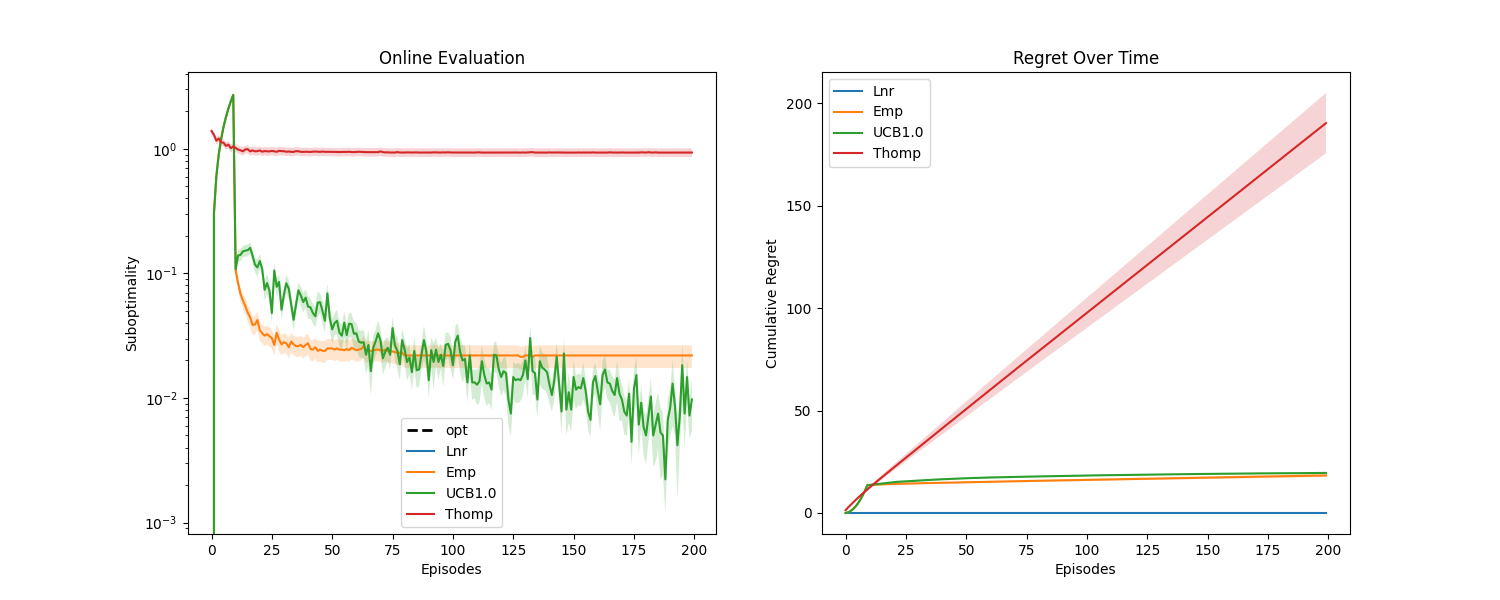 Online Evaluation
Suboptimality
10⁰
10⁻¹
10⁻²
10⁻³
opt
Lnr
Emp
UCB1.0
Thomp
0 25 50 75 100 125 150 175 200
Episodes
Regret Over Time
Cumulative Regret
200
150
100
50
0
Lnr
Emp
UCB1.0
Thomp
0 25 50 75 100 125 150 175 200
Episodes